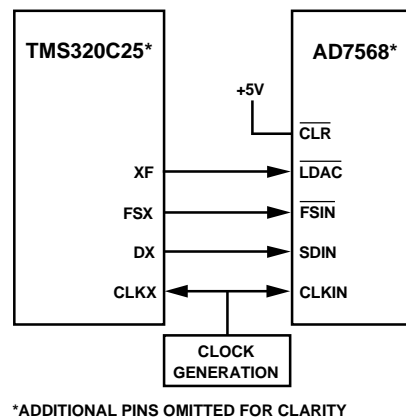 TMS320C25*
AD7568*
+5V
CLR
XF
LDAC
FSX
FSIN
DX
SDIN
CLKX
CLKIN
CLOCK
GENERATION
*ADDITIONAL PINS OMITTED FOR CLARITY